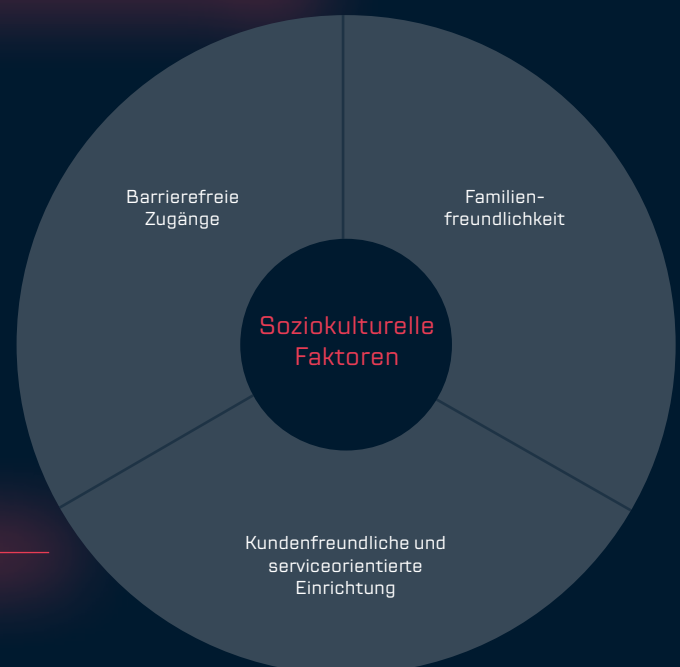 Barrierefreie
Zugänge
Familien-
freundlichkeit
Soziokulturelle
Faktoren
Kundenfreundliche und
serviceorientierte
Einrichtung